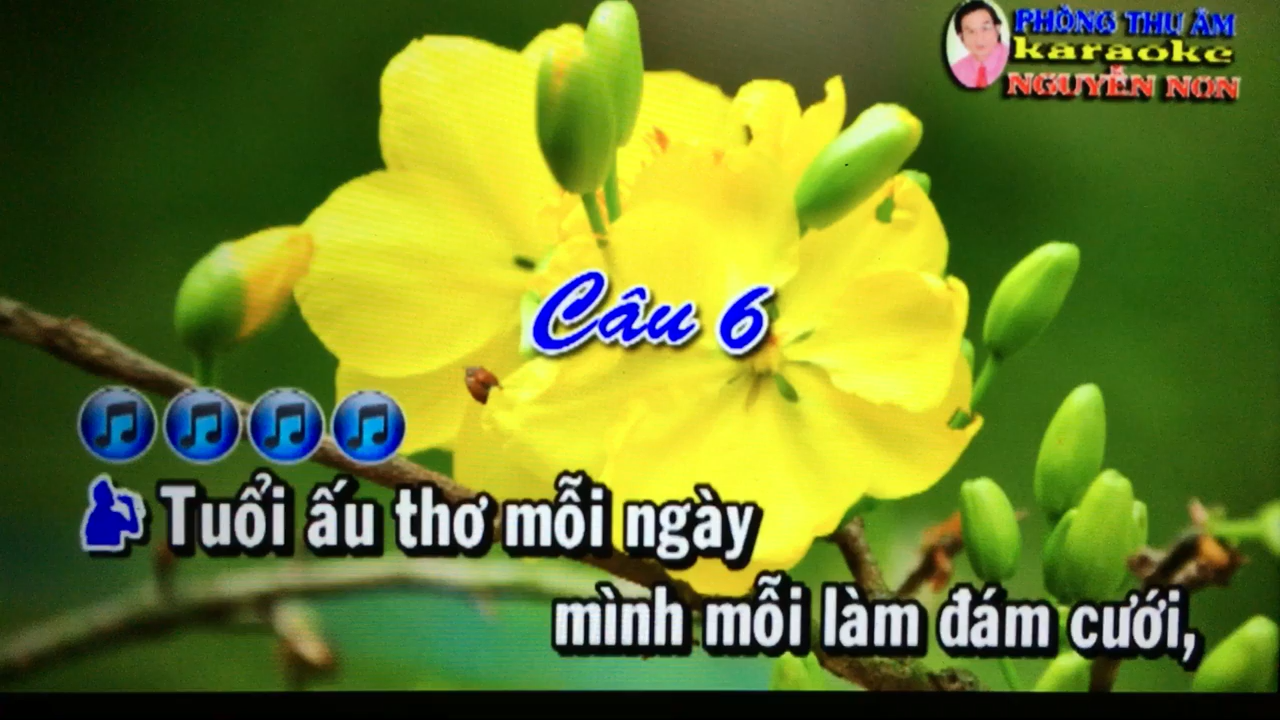 PHÒNG THU ÂM
karaoke
NGUYỄN NON
Câu 6
Tuổi ấu thơ mỗi ngày
mình mỗi làm đám cưới,